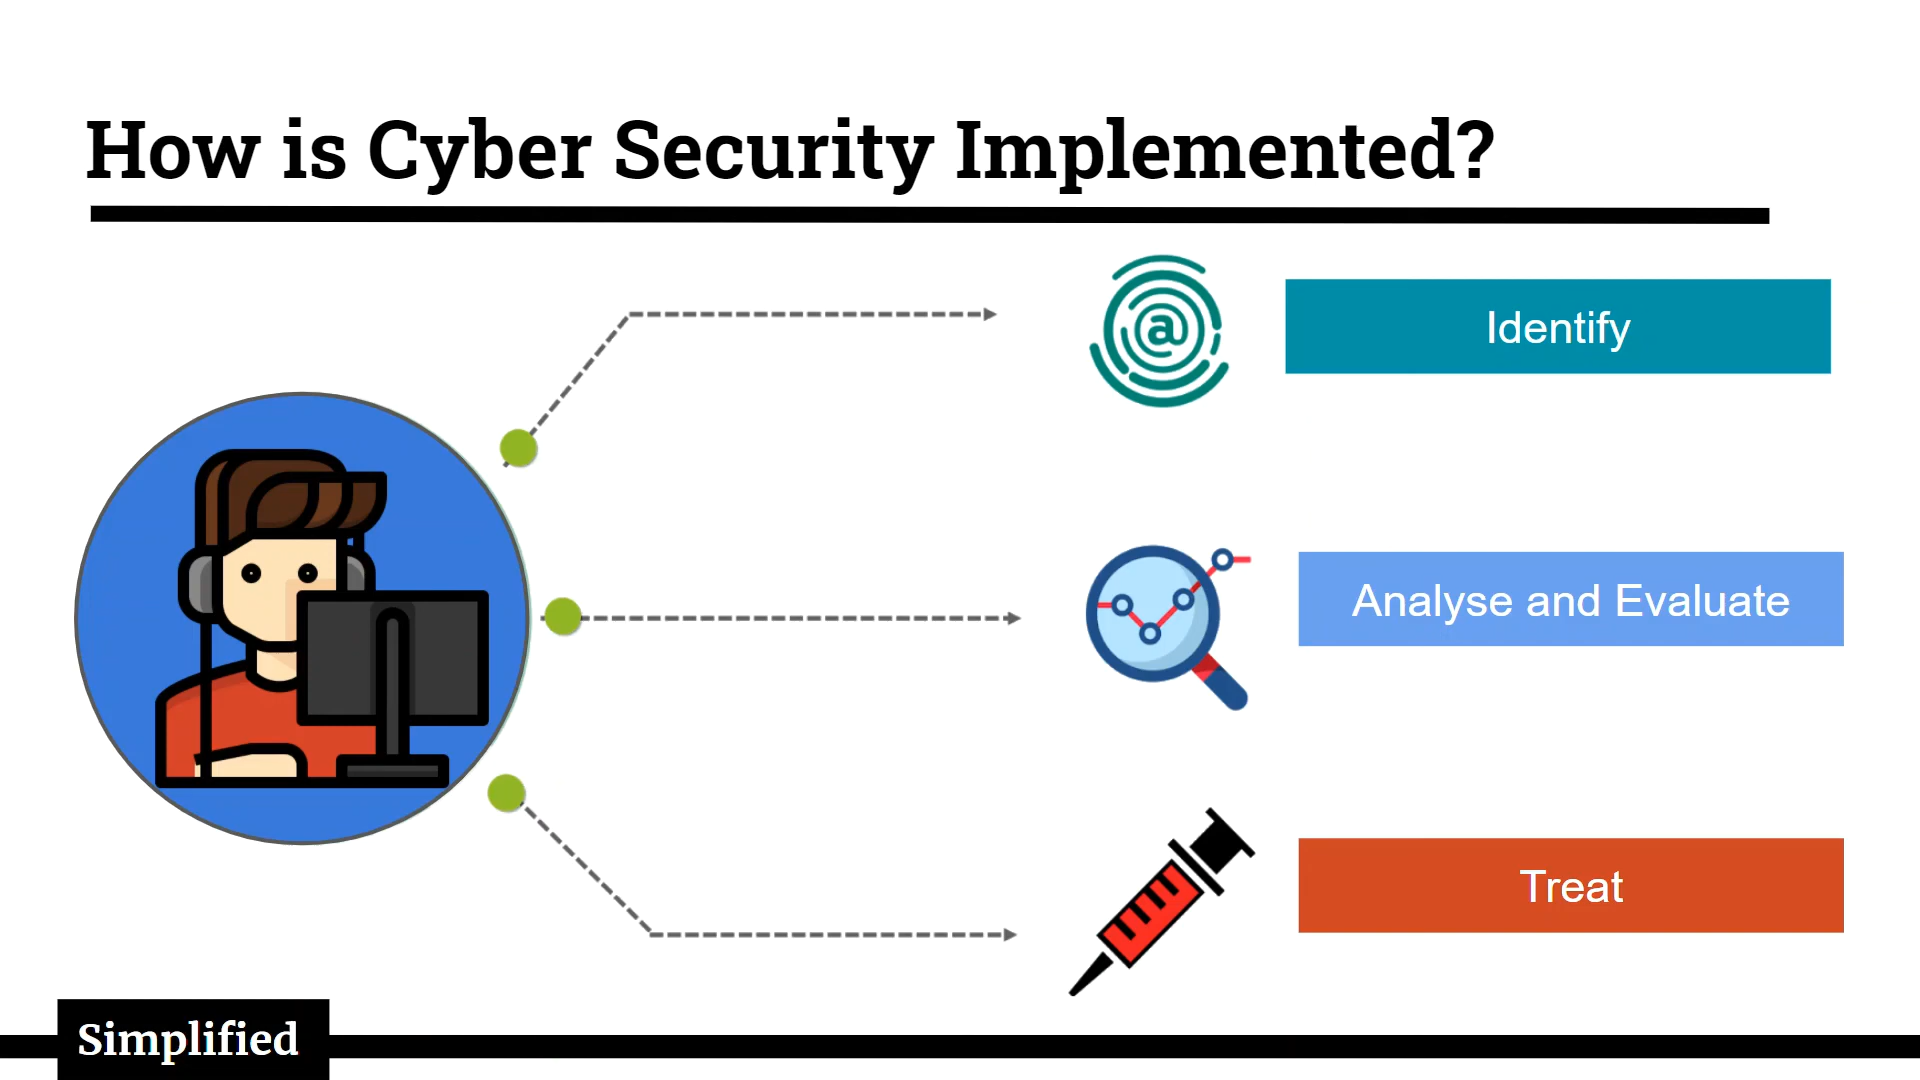 How is Cyber Security Implemented?
@
Identify
Analyse and Evaluate
Treat
Simplified